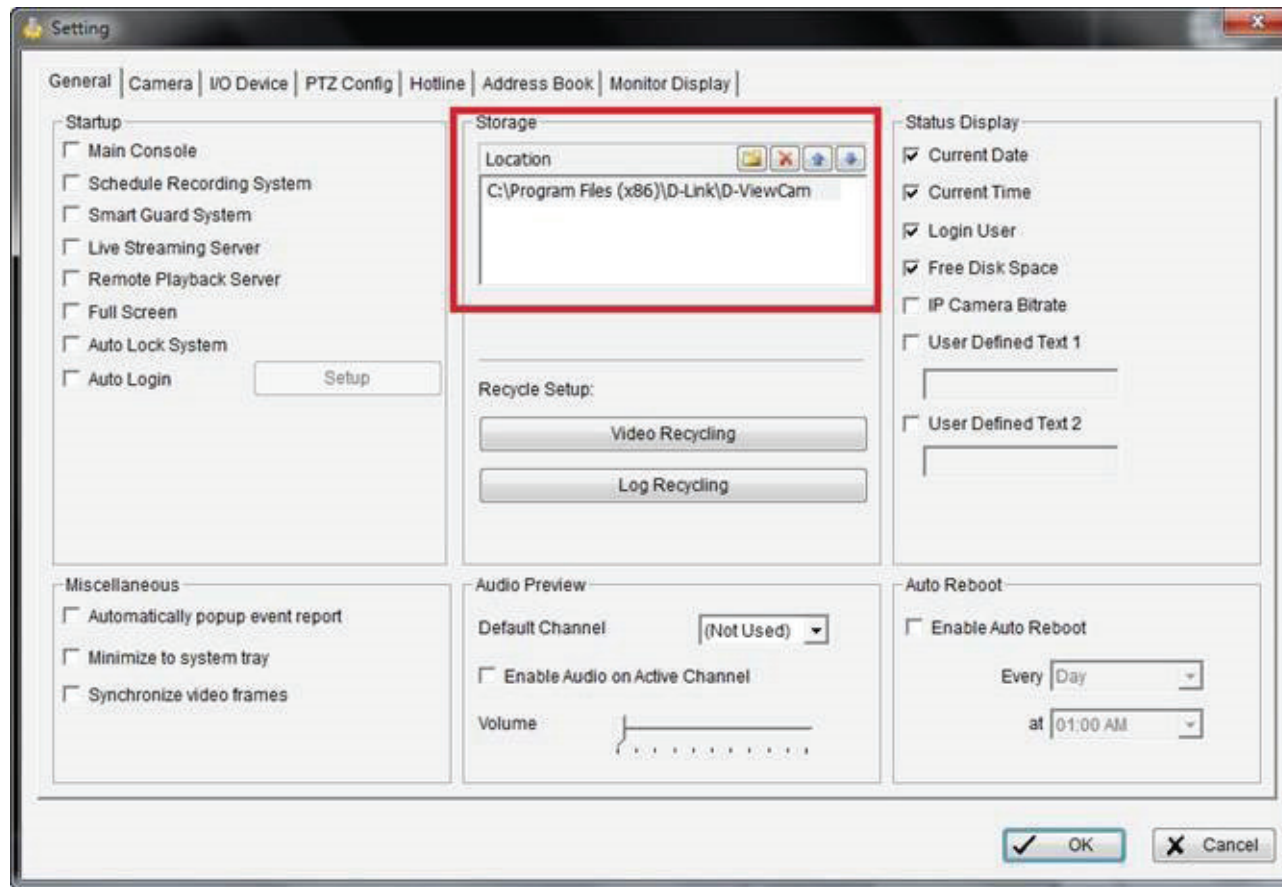 Setting
General
Camera
I/O Device
PTZ Config
Hotline
Address Book
Monitor Display
Startup
Main Console
Schedule Recording System
Smart Guard System
Live Streaming Server
Remote Playback Server
Full Screen
Auto Lock System
Auto Login
Setup
Storage
Location
C:\Program Files (x86)\D-Link\D-ViewCam
Recycle Setup:
Video Recycling
Log Recycling
Status Display
Current Date
Current Time
Login User
Free Disk Space
IP Camera Bitrate
User Defined Text 1
User Defined Text 2
Miscellaneous
Automatically popup event report
Minimize to system tray
Synchronize video frames
Audio Preview
Default Channel (Not Used)
Enable Audio on Active Channel
Volume
Auto Reboot
Enable Auto Reboot
Every Day
at 01:00 AM
OK
Cancel